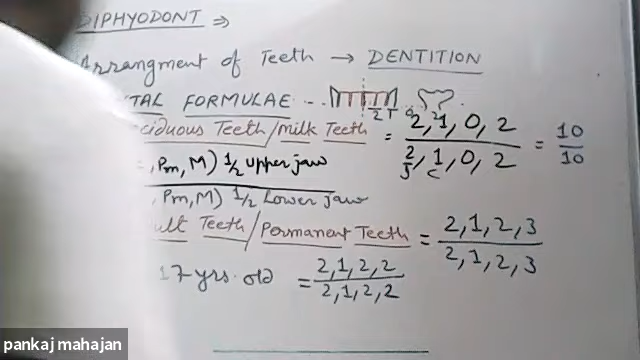 DIPHYODONT ⇒
Arrangment of Teeth → DENTITION
TAL FORMULAE
ciduous Teeth/Milk Teeth = 2,1,0,2 / 2,1,0,2 = 10/10
, Pm, M) 1/2 upper jaw
, Pm, M) 1/2 Lower jaw
ult Teeth/Permanent Teeth = 2,1,2,3 / 2,1,2,3
17 yrs. old = 2,1,2,2 / 2,1,2,2
pankaj mahajan